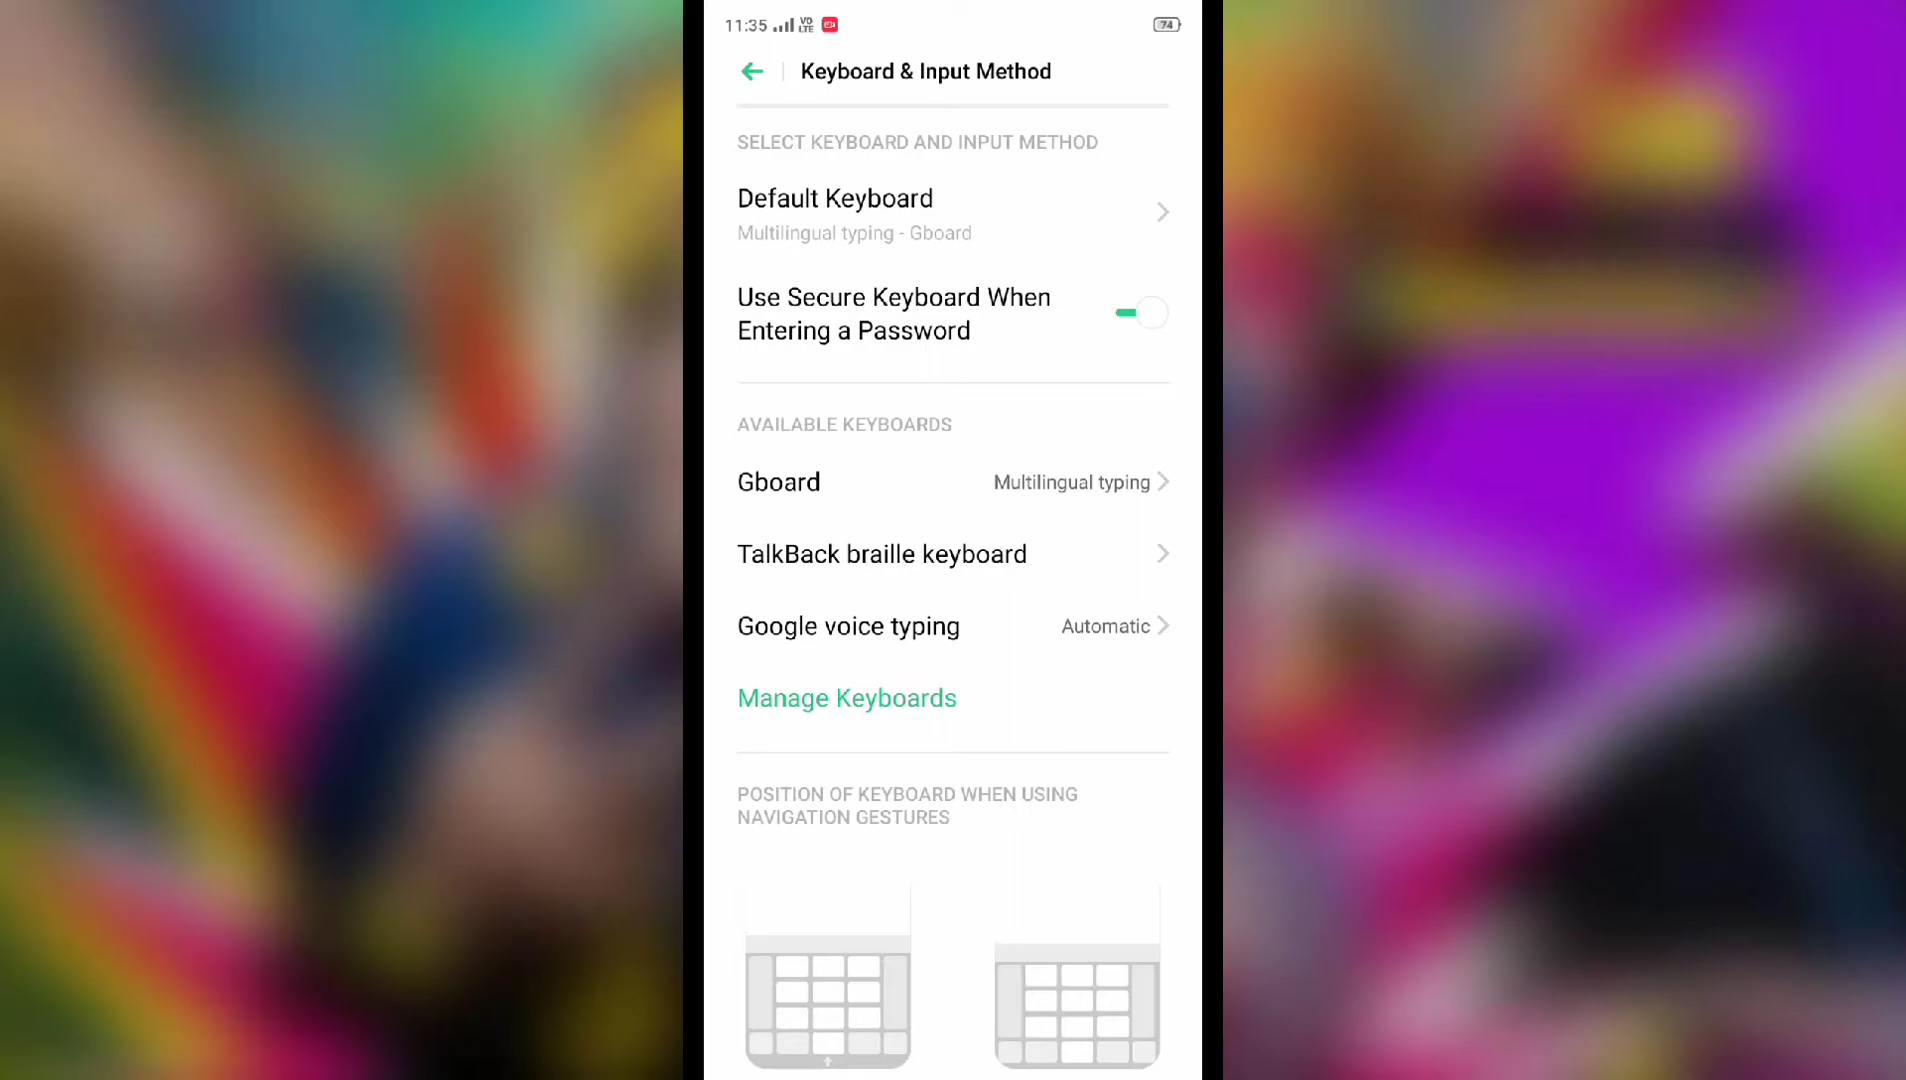 11:35 VO LTE 74
Keyboard & Input Method
SELECT KEYBOARD AND INPUT METHOD
Default Keyboard
Multilingual typing - Gboard
Use Secure Keyboard When
Entering a Password
AVAILABLE KEYBOARDS
Gboard Multilingual typing
TalkBack braille keyboard
Google voice typing Automatic
Manage Keyboards
POSITION OF KEYBOARD WHEN USING
NAVIGATION GESTURES